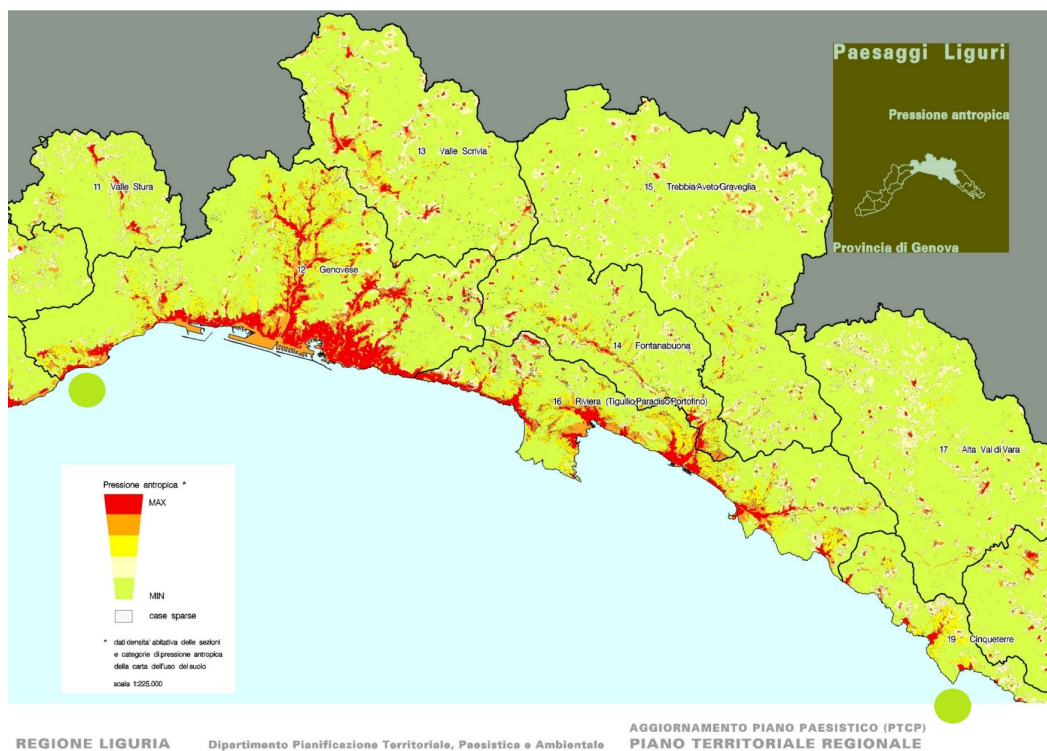 Paesaggi Liguri
Pressione antropica
Provincia di Genova
13 Valle Scrivia
11 Valle Stura
15 Trebbia/Aveto/Graveglia
12 Genovese
14 Fontanabuona
16 Riviera (Tigullio-Paradiso-Portofino)
17 Alta Val di Vara
19 Cinqueterre
Pressione antropica *
MAX
MIN
case sparse
* dati densita' abitativa delle sezioni
e categorie di pressione antropica
della carta dell'uso del suolo
scala 1:225.000
REGIONE LIGURIA
Dipartimento Pianificazione Territoriale, Paesistica e Ambientale
AGGIORNAMENTO PIANO PAESISTICO (PTCP)
PIANO TERRITORIALE REGIONALE